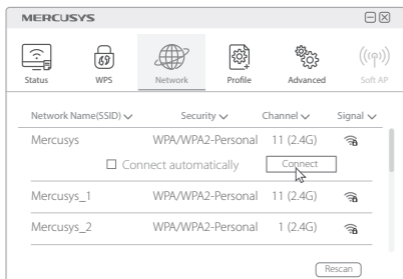 MERCUSYS
Status WPS Network Profile Advanced Soft AP
Network Name(SSID) Security Channel Signal
Mercusys WPA/WPA2-Personal 11 (2.4G)
Connect automatically Connect
Mercusys_1 WPA/WPA2-Personal 11 (2.4G)
Mercusys_2 WPA/WPA2-Personal 1 (2.4G)
Rescan